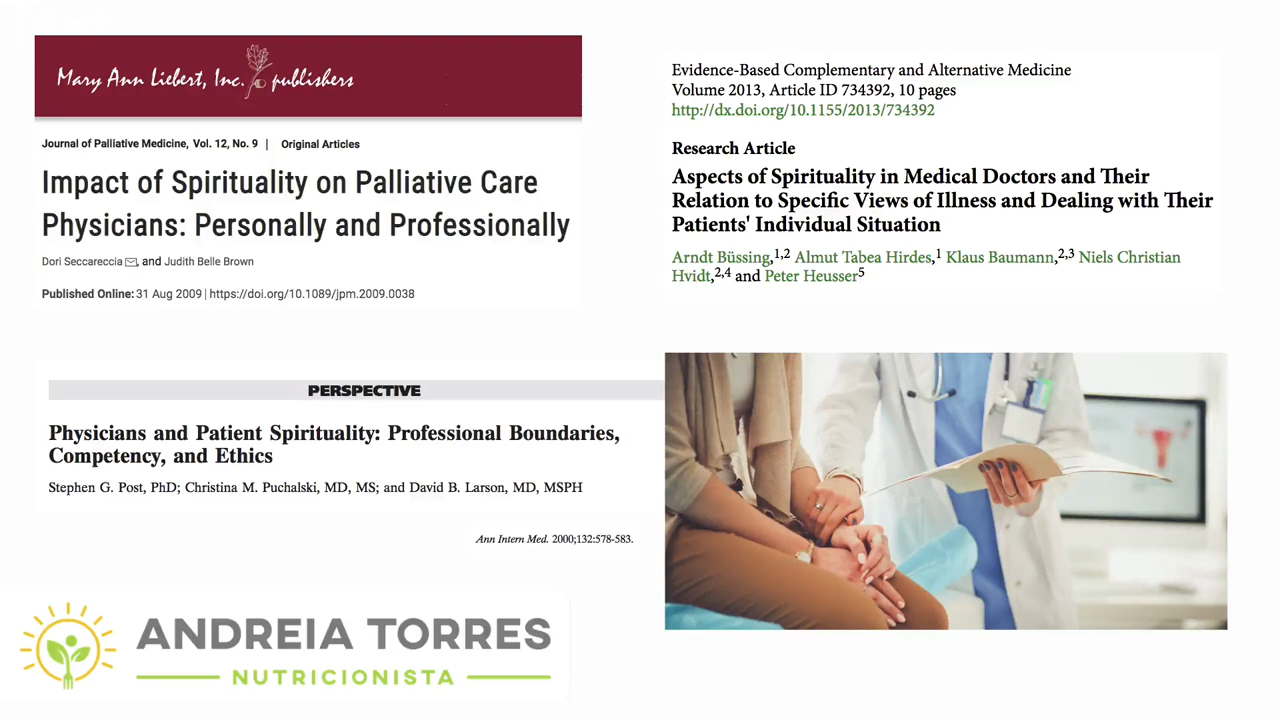 Mary Ann Liebert, Inc. publishers
Journal of Palliative Medicine, Vol. 12, No. 9 | Original Articles
Impact of Spirituality on Palliative Care
Physicians: Personally and Professionally
Dori Seccareccia, and Judith Belle Brown
Published Online: 31 Aug 2009 | https://doi.org/10.1089/jpm.2009.0038
Evidence-Based Complementary and Alternative Medicine
Volume 2013, Article ID 734392, 10 pages
http://dx.doi.org/10.1155/2013/734392
Research Article
Aspects of Spirituality in Medical Doctors and Their
Relation to Specific Views of Illness and Dealing with Their
Patients' Individual Situation
Arndt Büssing,1,2 Almut Tabea Hirdes,1 Klaus Baumann,2,3 Niels Christian
Hvidt,2,4 and Peter Heusser5
PERSPECTIVE
Physicians and Patient Spirituality: Professional Boundaries,
Competency, and Ethics
Stephen G. Post, PhD; Christina M. Puchalski, MD, MS; and David B. Larson, MD, MSPH
Ann Intern Med. 2000;132:578-583.
ANDREIA TORRES
NUTRICIONISTA